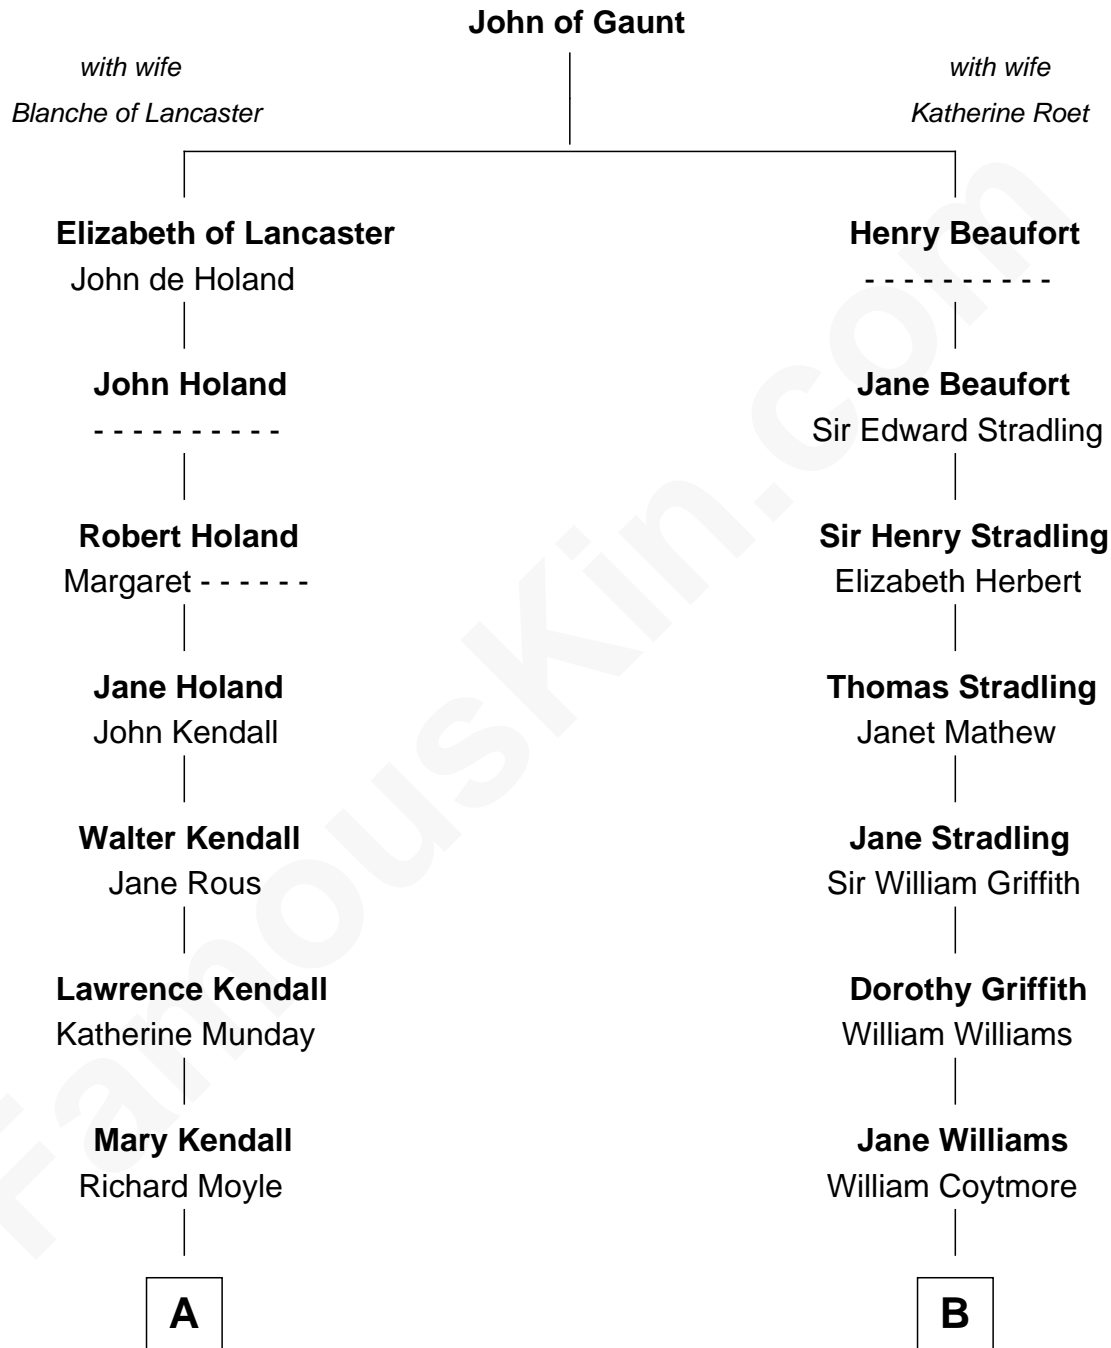 John of Gaunt
with wife
Blanche of Lancaster
with wife
Katherine Roet
Elizabeth of Lancaster
John de Holand
Henry Beaufort
- - - - - - - - - -
John Holand
- - - - - - - - - -
Jane Beaufort
Sir Edward Stradling
Robert Holand
Margaret - - - - - -
Sir Henry Stradling
Elizabeth Herbert
Jane Holand
John Kendall
Thomas Stradling
Janet Mathew
Walter Kendall
Jane Rous
Jane Stradling
Sir William Griffith
Lawrence Kendall
Katherine Munday
Dorothy Griffith
William Williams
Mary Kendall
Richard Moyle
Jane Williams
William Coytmore
A
B
FamousKin.com